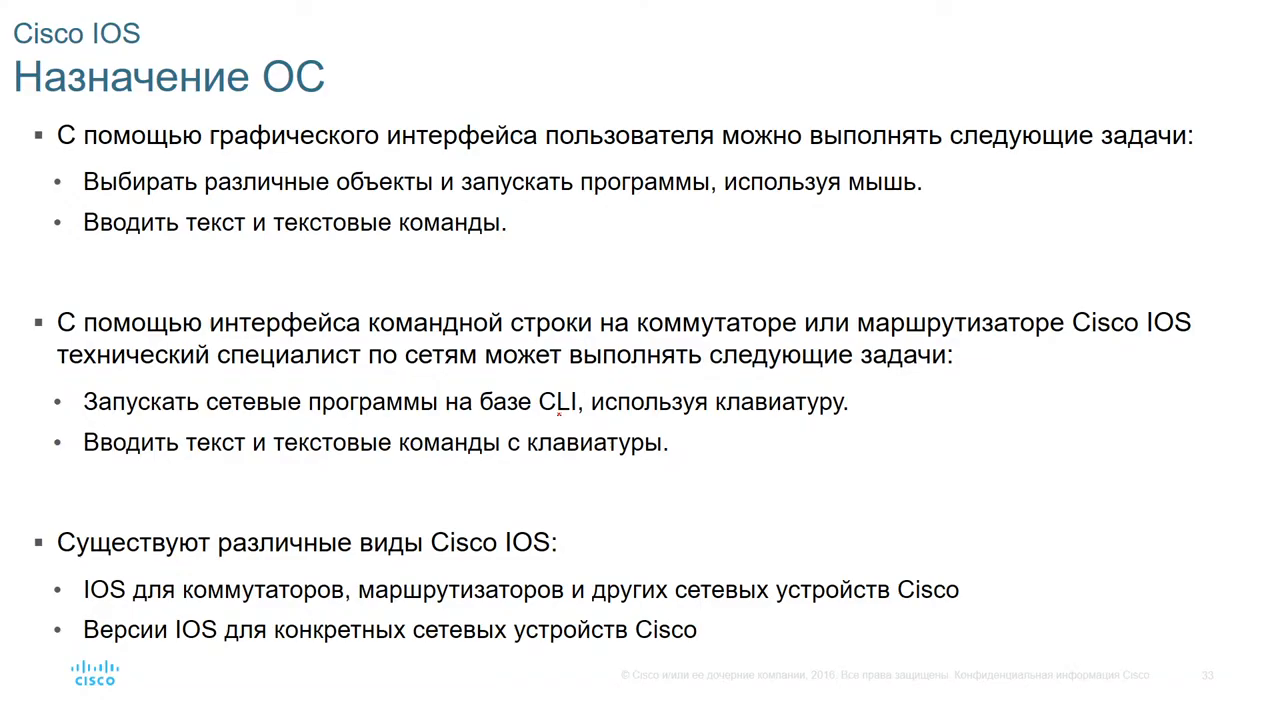 Cisco IOS
Назначение ОС
С помощью графического интерфейса пользователя можно выполнять следующие задачи:
Выбирать различные объекты и запускать программы, используя мышь.
Вводить текст и текстовые команды.
С помощью интерфейса командной строки на коммутаторе или маршрутизаторе Cisco IOS
технический специалист по сетям может выполнять следующие задачи:
Запускать сетевые программы на базе CLI, используя клавиатуру.
Вводить текст и текстовые команды с клавиатуры.
Существуют различные виды Cisco IOS:
IOS для коммутаторов, маршрутизаторов и других сетевых устройств Cisco
Версии IOS для конкретных сетевых устройств Cisco
CISCO
© Cisco и/или ее дочерние компании, 2016. Все права защищены. Конфиденциальная информация Cisco
33